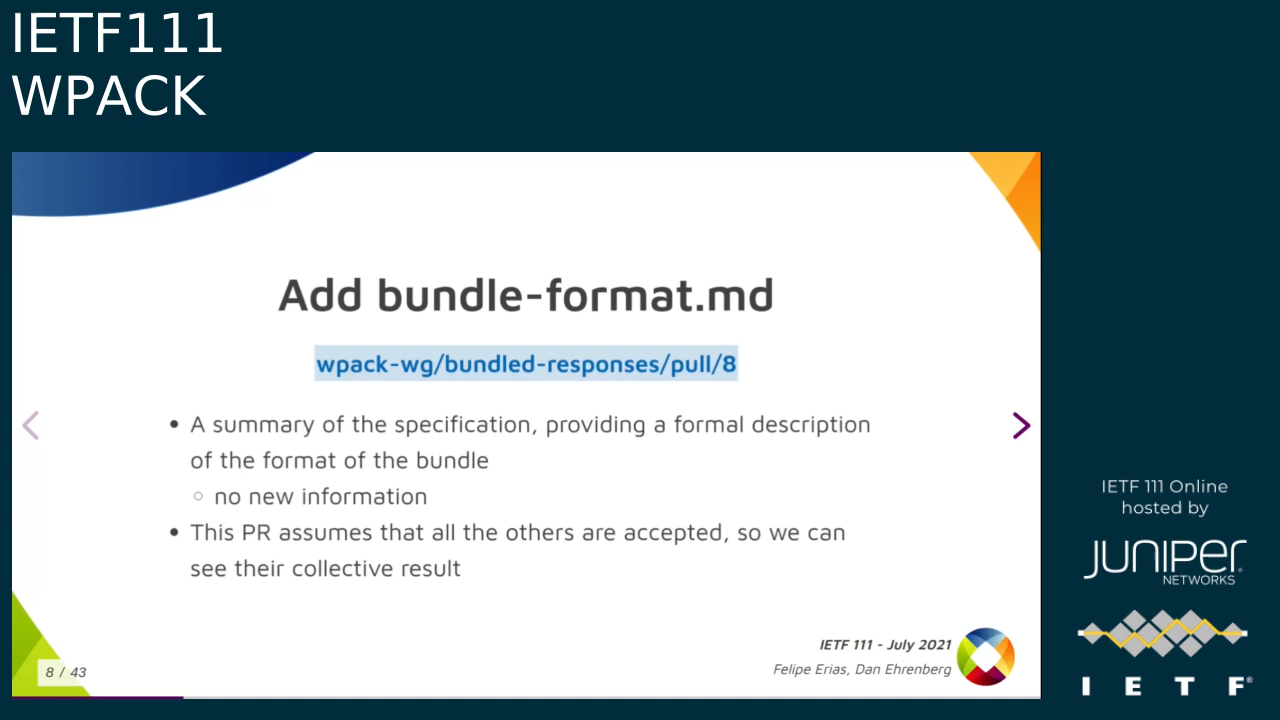 IETF111
WPACK
Add bundle-format.md
wpack-wg/bundled-responses/pull/8
• A summary of the specification, providing a formal description
of the format of the bundle
○ no new information
• This PR assumes that all the others are accepted, so we can
see their collective result
IETF 111 - July 2021
Felipe Erias, Dan Ehrenberg
8 / 43
IETF 111 Online
hosted by
JUNIPER
NETWORKS
I E T F®